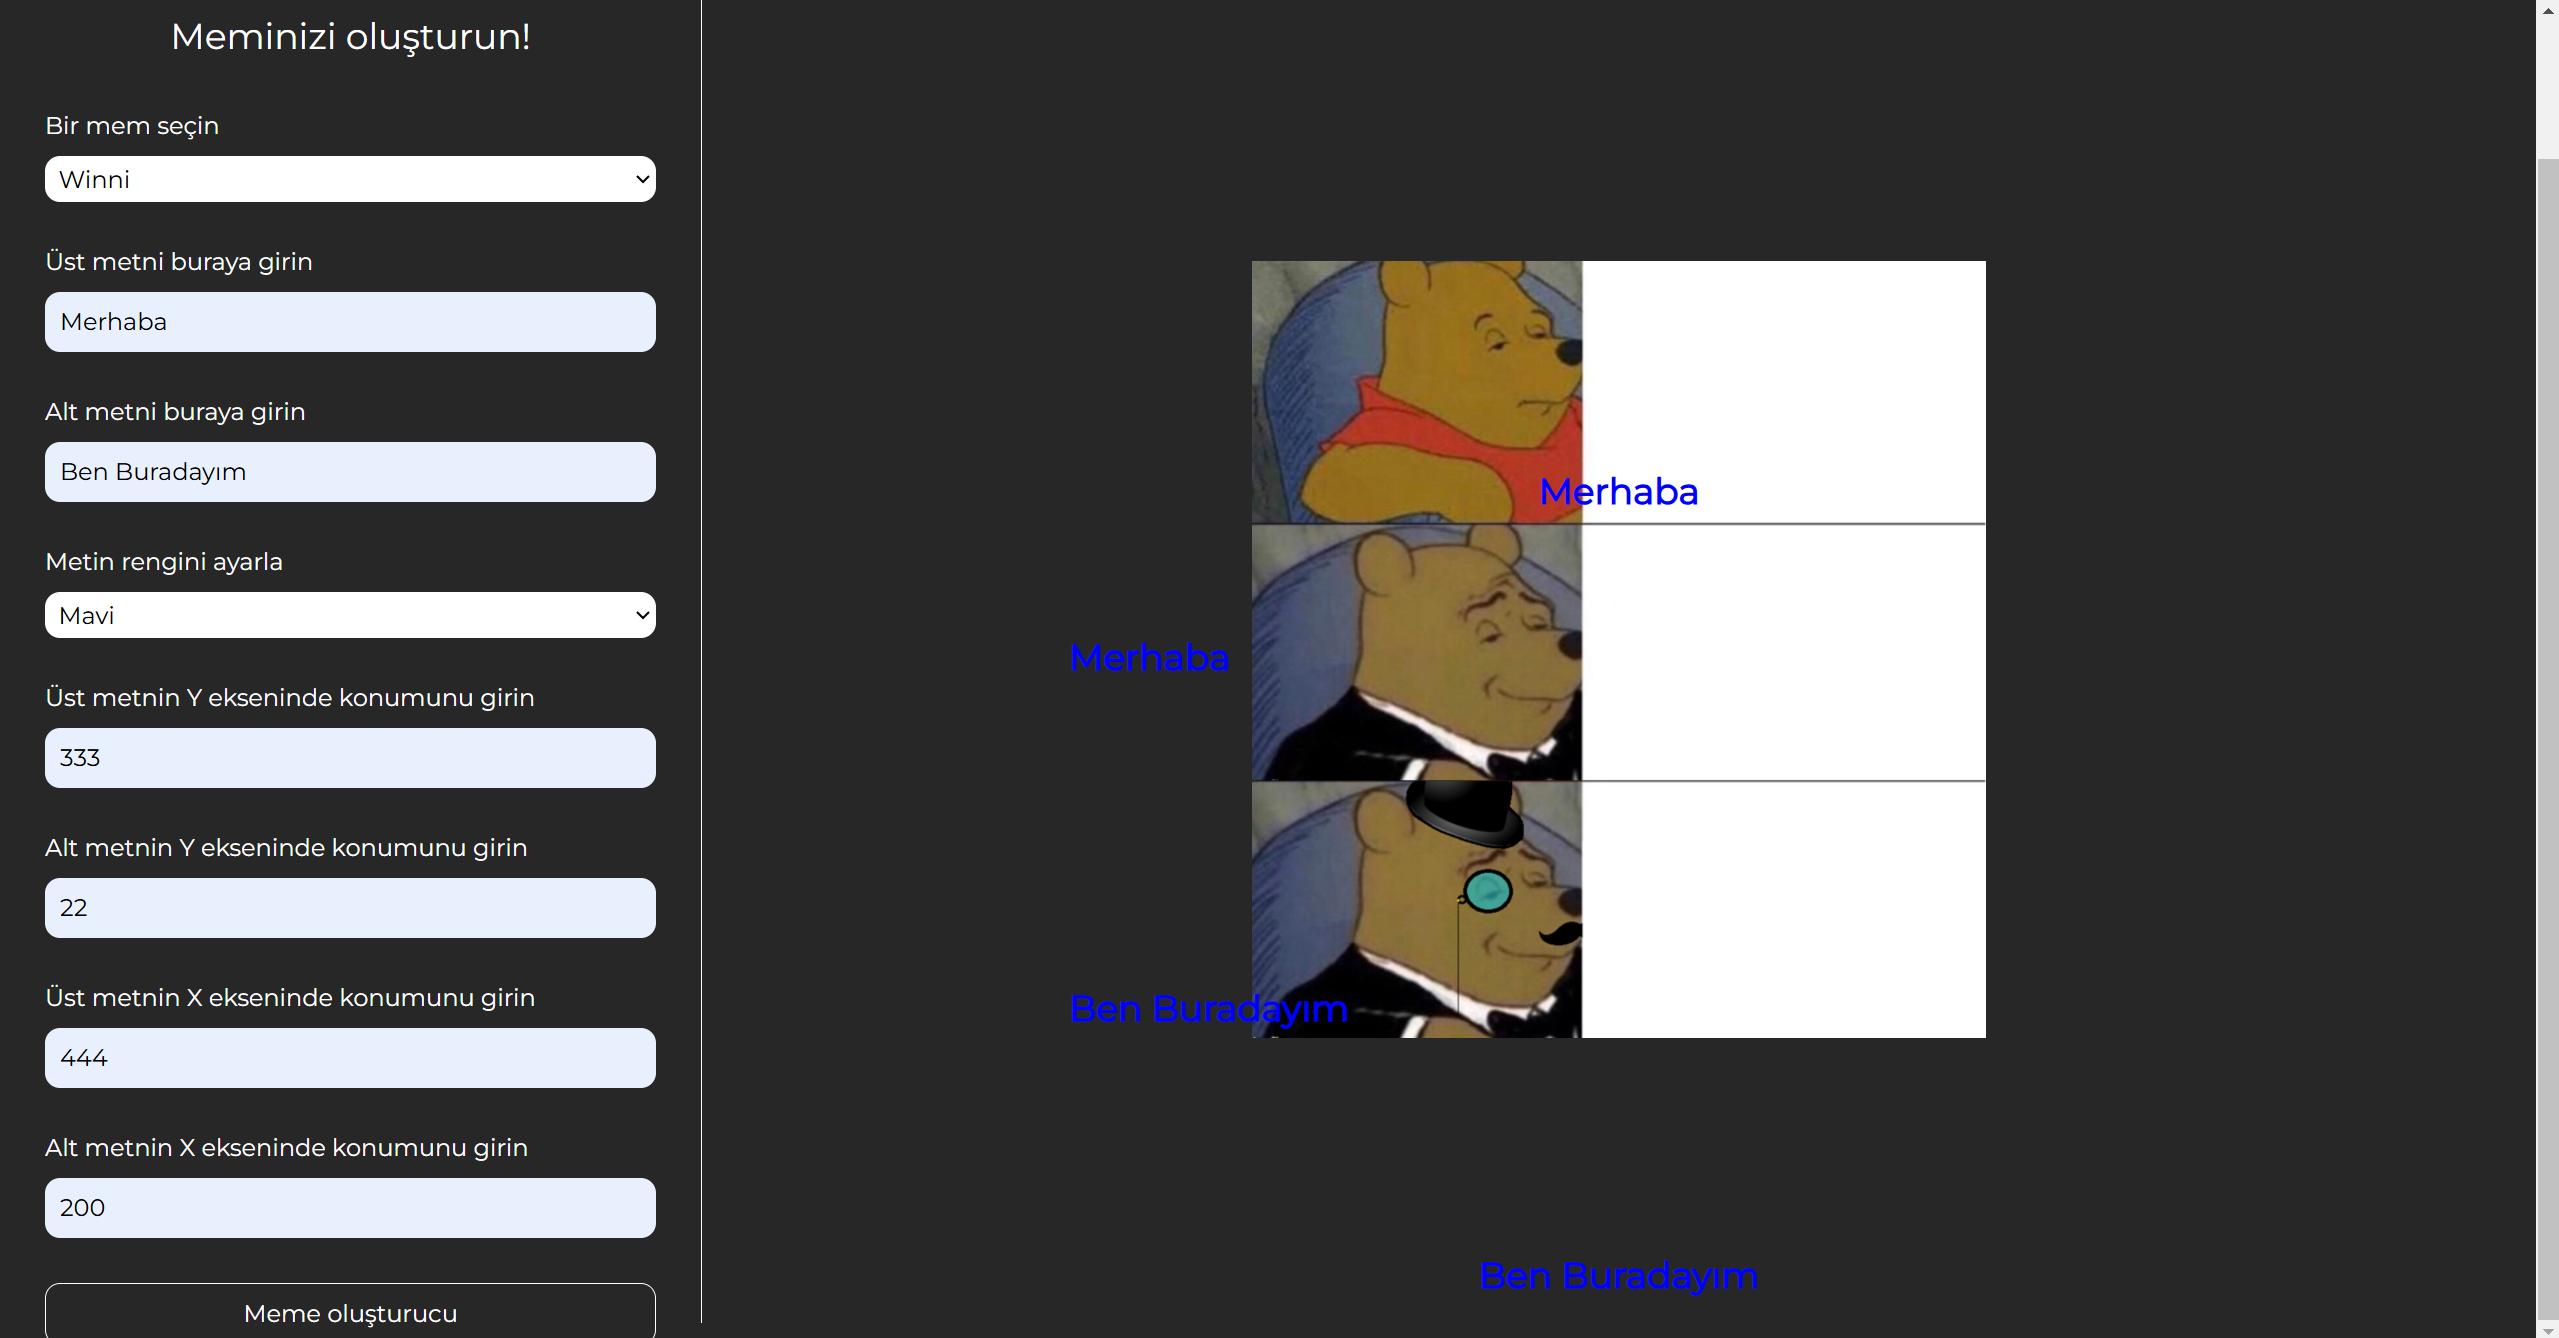 Meminizi oluşturun!
Bir mem seçin
Winni
Üst metni buraya girin
Merhaba
Alt metni buraya girin
Ben Buradayım
Metin rengini ayarla
Mavi
Üst metnin Y ekseninde konumunu girin
333
Alt metnin Y ekseninde konumunu girin
22
Üst metnin X ekseninde konumunu girin
444
Alt metnin X ekseninde konumunu girin
200
Meme oluşturucu
Merhaba
Merhaba
Ben Buradayım
Ben Buradayım